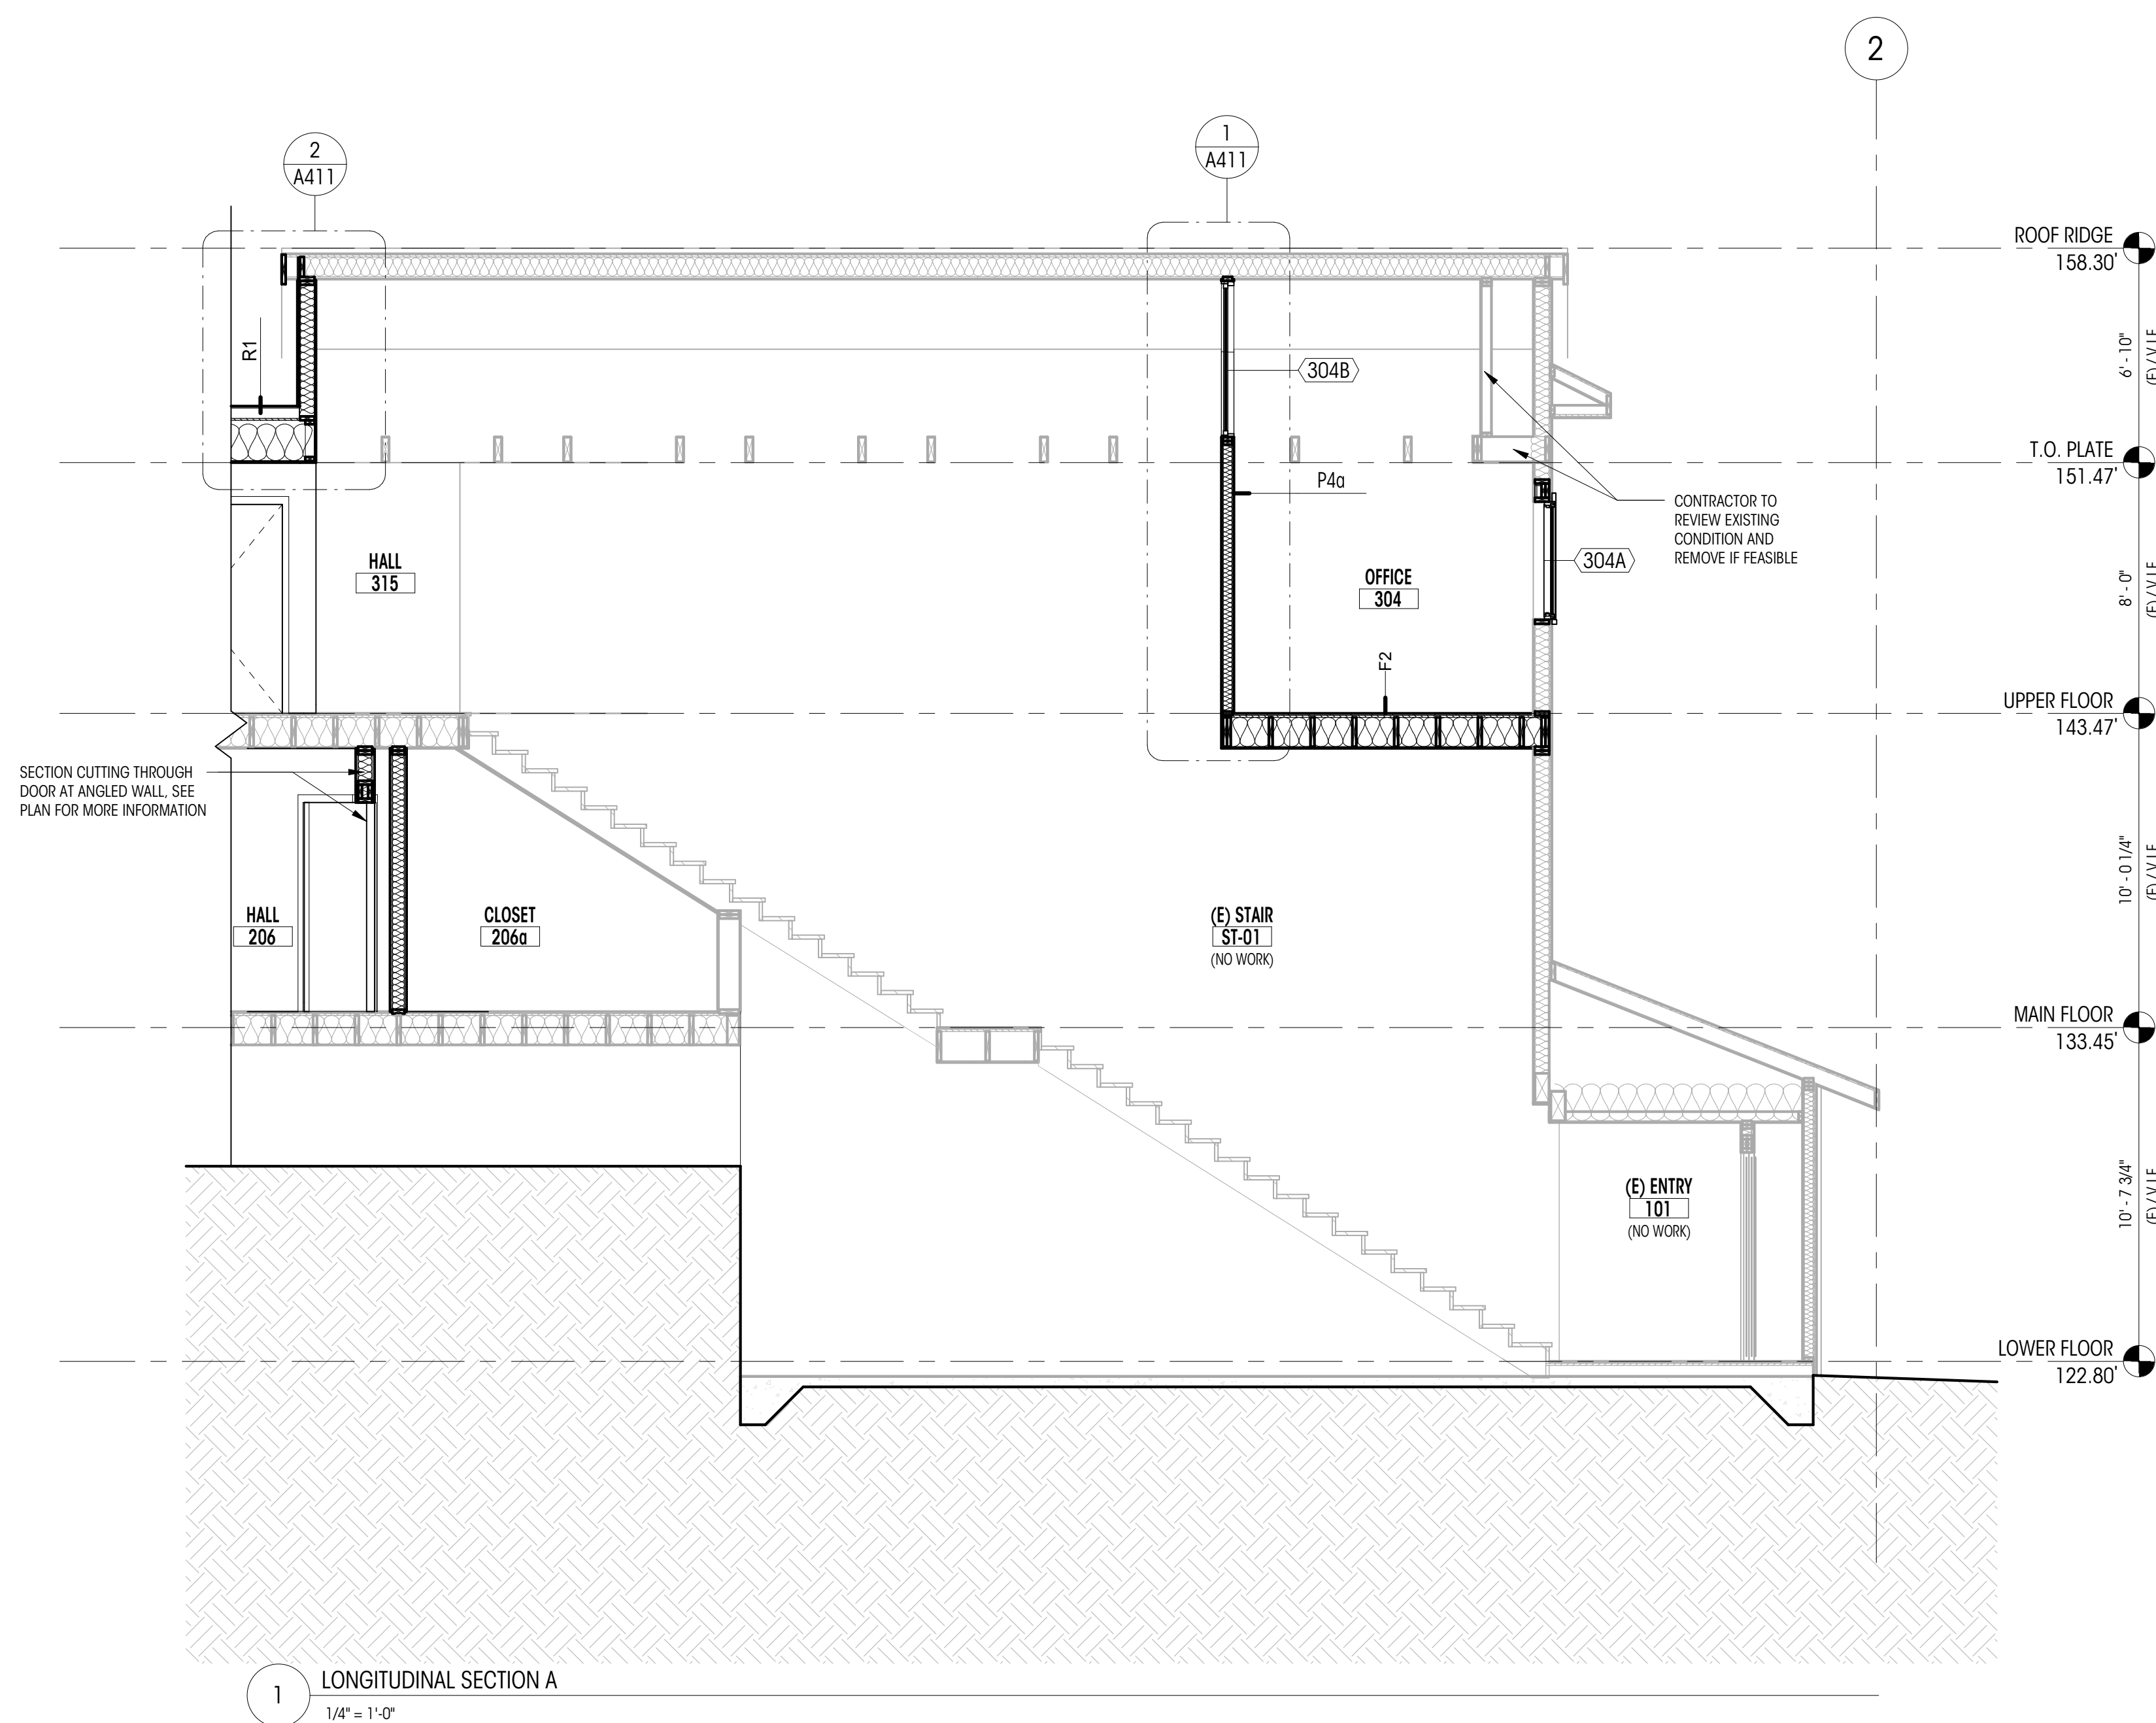 2
2
A411
1
A411
ROOF RIDGE
158.30'
R1
304B
6' - 10"
T.O. PLATE
151.47'
P4a
CONTRACTOR TO
REVIEW EXISTING
CONDITION AND
REMOVE IF FEASIBLE
HALL
315
OFFICE
304
304A
8' - 0"
F2
UPPER FLOOR
143.47'
SECTION CUTTING THROUGH
DOOR AT ANGLED WALL, SEE
PLAN FOR MORE INFORMATION
10' - 0 1/4"
HALL
206
CLOSET
206a
(E) STAIR
ST-01
(NO WORK)
MAIN FLOOR
133.45'
10' - 7 3/4"
(E) ENTRY
101
(NO WORK)
LOWER FLOOR
122.80'
1
LONGITUDINAL SECTION A
1/4" = 1'-0"